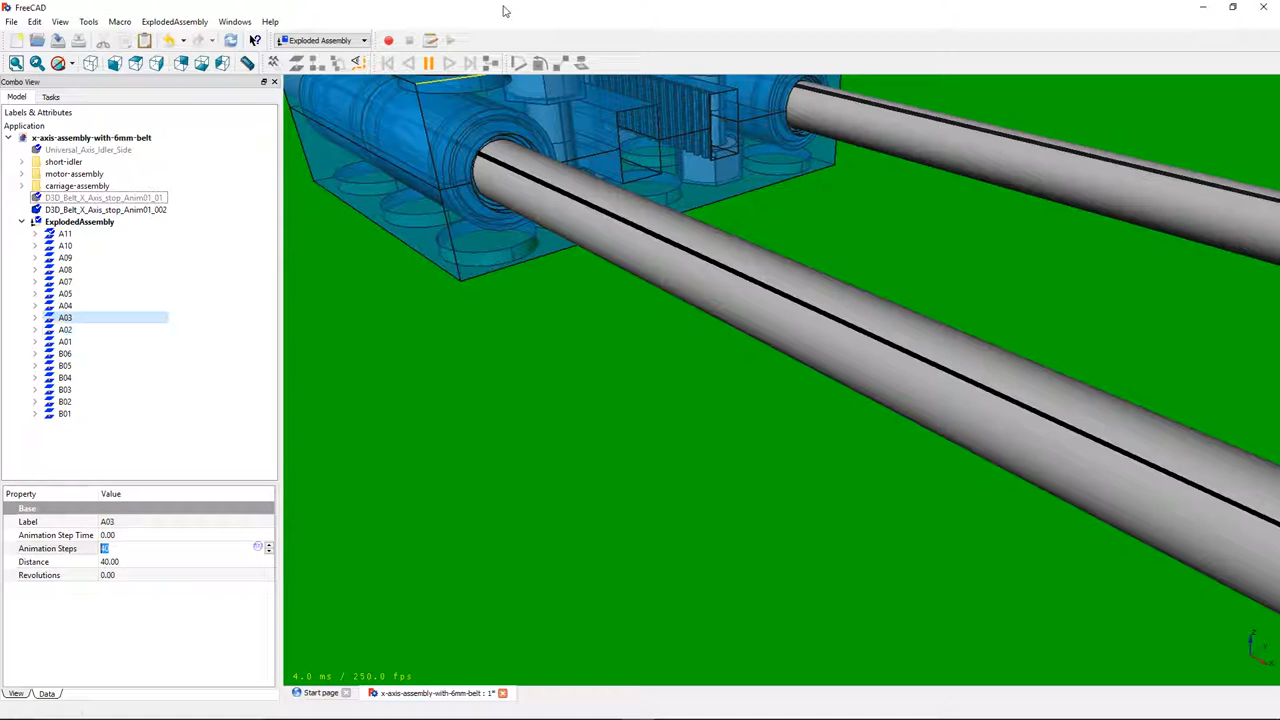 FreeCAD
File Edit View Tools Macro ExplodedAssembly Windows Help
Exploded Assembly
Combo View
Model Tasks
Labels & Attributes
Application
x-axis-assembly-with-6mm-belt
Universal_Axis_Idler_Side
short-idler
motor-assembly
carriage-assembly
D3D_Belt_X_Axis_stop_Anim01_01
D3D_Belt_X_Axis_stop_Anim01_002
ExplodedAssembly
A11
A10
A09
A08
A07
A05
A04
A03
A02
A01
B06
B05
B04
B03
B02
B01
Property Value
Base
Label A03
Animation Step Time 0.00
Animation Steps 40
Distance 40.00
Revolutions 0.00
4.0 ms / 250.0 fps
Z
Y
X
View Data
Start page
x-axis-assembly-with-6mm-belt : 1*